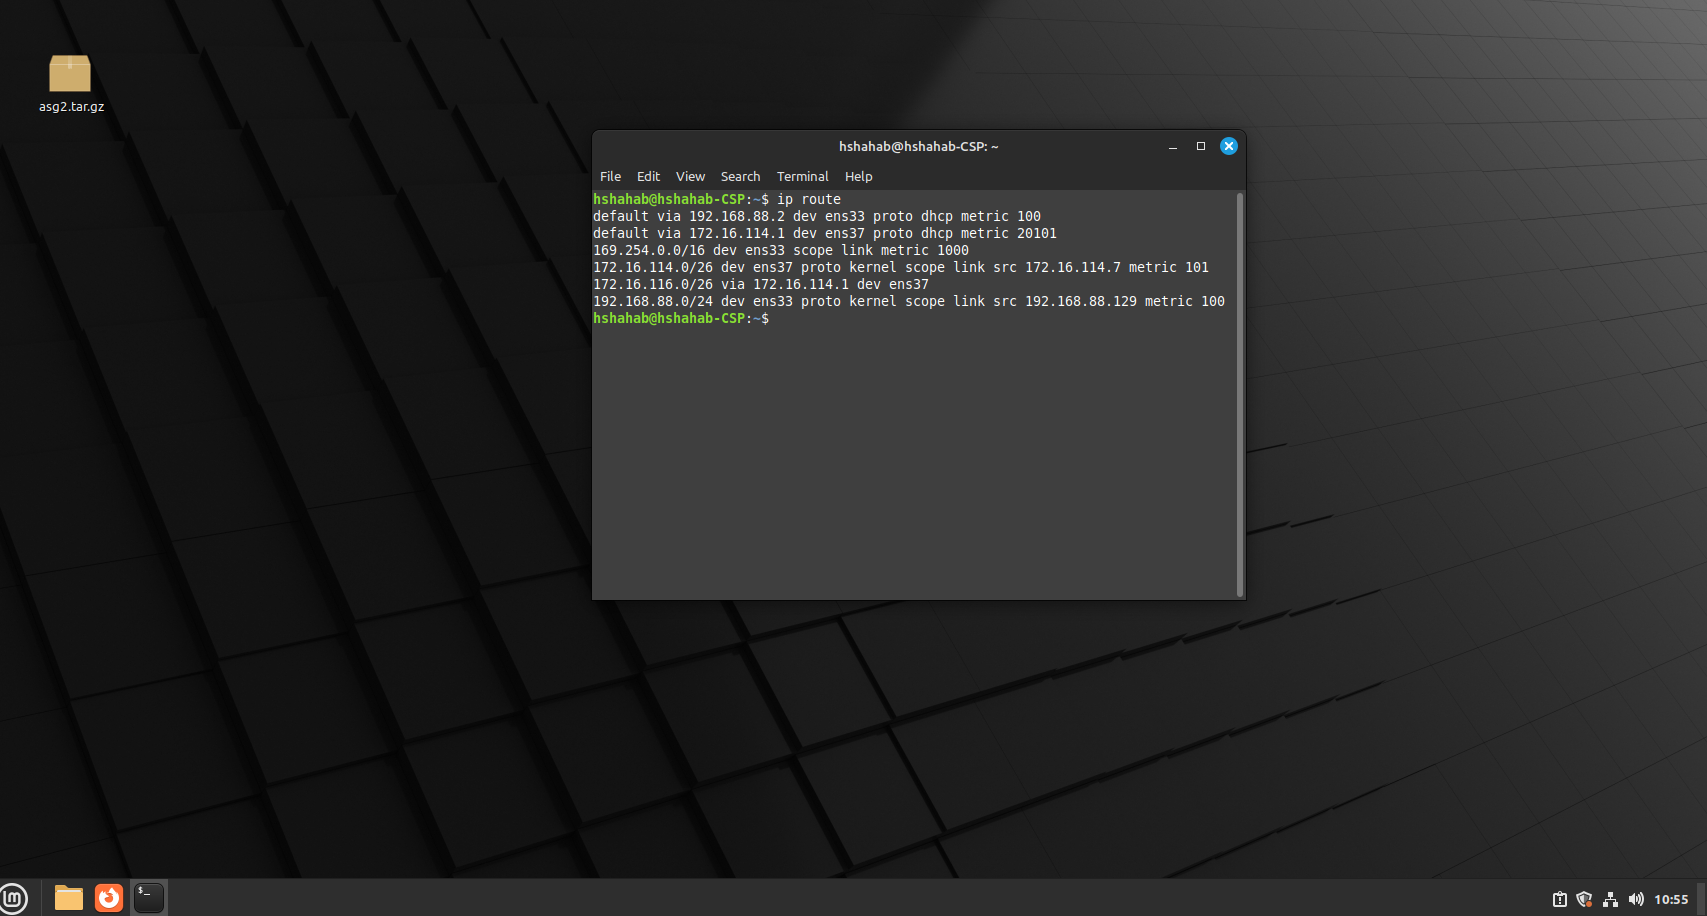 asg2.tar.gz
hshahab@hshahab-CSP: ~
File Edit View Search Terminal Help
hshahab@hshahab-CSP:~$ ip route
default via 192.168.88.2 dev ens33 proto dhcp metric 100
default via 172.16.114.1 dev ens37 proto dhcp metric 20101
169.254.0.0/16 dev ens33 scope link metric 1000
172.16.114.0/26 dev ens37 proto kernel scope link src 172.16.114.7 metric 101
172.16.116.0/26 via 172.16.114.1 dev ens37
192.168.88.0/24 dev ens33 proto kernel scope link src 192.168.88.129 metric 100
hshahab@hshahab-CSP:~$
$_
10:55